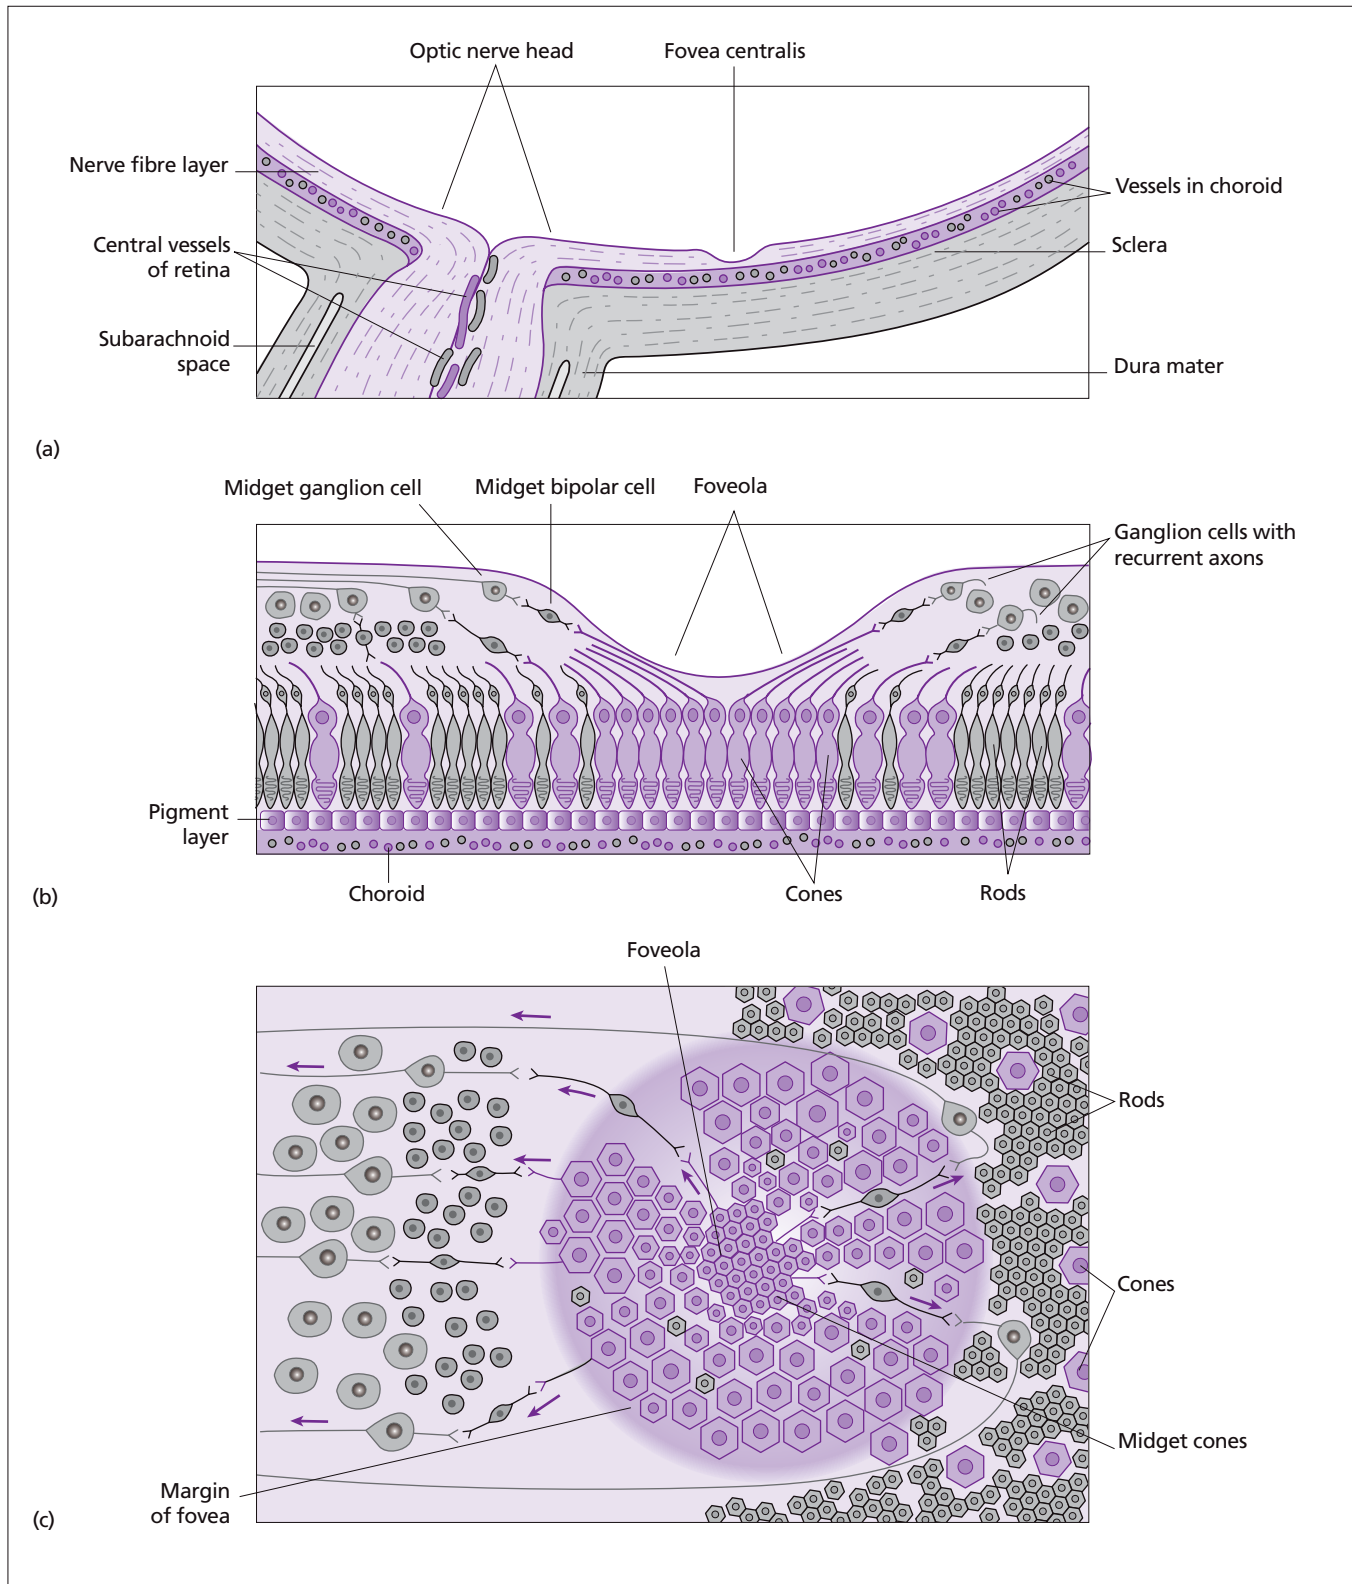 Optic nerve head
Fovea centralis
Nerve fibre layer
Vessels in choroid
Central vessels
of retina
Sclera
Subarachnoid
space
Dura mater
(a)
Midget ganglion cell
Midget bipolar cell
Foveola
Ganglion cells with
recurrent axons
Pigment
layer
Choroid
Cones
Rods
(b)
Foveola
Rods
Cones
Midget cones
Margin
of fovea
(c)